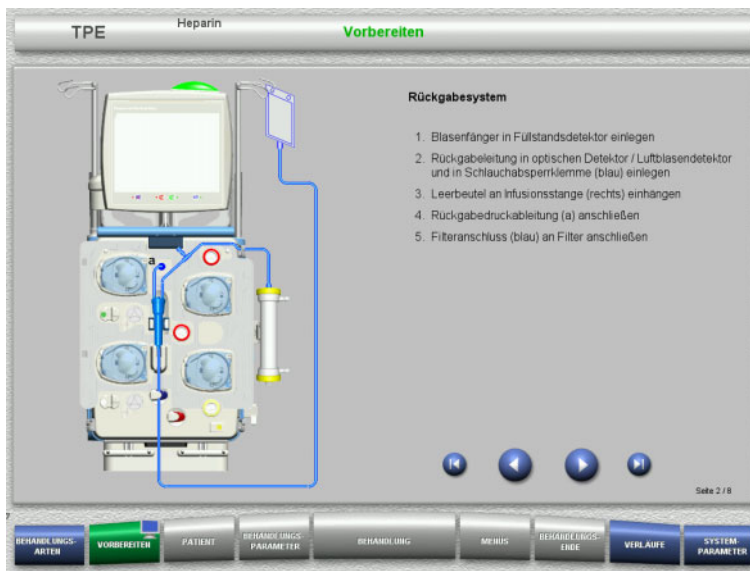 TPE
Heparin
Vorbereiten
Rückgabesystem
1. Blasenfänger in Füllstandsdetektor einlegen
2. Rückgabeleitung in optischen Detektor / Luftblasendetektor
und in Schlauchabsperrklemme (blau) einlegen
3. Leerbeutel an Infusionsstange (rechts) einhängen
4. Rückgabedruckableitung (a) anschließen
5. Filteranschluss (blau) an Filter anschließen
a
Seite 2 / 8
BEHANDLUNGS-
ARTEN
VORBEREITEN
PATIENT
BEHANDLUNGS-
PARAMETER
BEHANDLUNG
MENÜS
BEHANDLUNGS-
ENDE
VERLÄUFE
SYSTEM-
PARAMETER